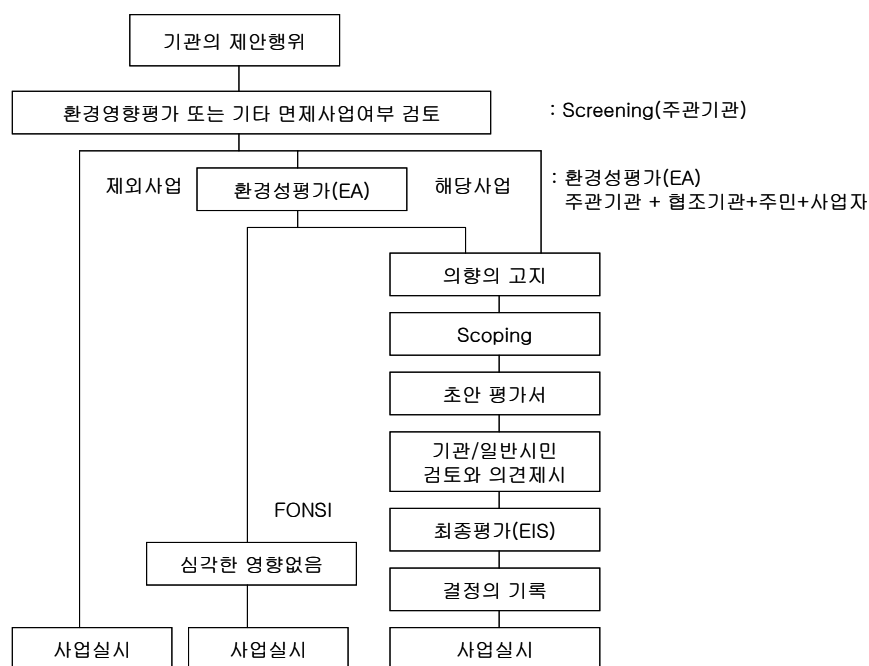 기관의 제안행위
환경영향평가 또는 기타 면제사업여부 검토
: Screening(주관기관)
제외사업
환경성평가(EA)
해당사업
: 환경성평가(EA)
주관기관 + 협조기관+주민+사업자
의향의 고지
Scoping
초안 평가서
기관/일반시민
검토와 의견제시
FONSI
최종평가(EIS)
심각한 영향없음
결정의 기록
사업실시
사업실시
사업실시